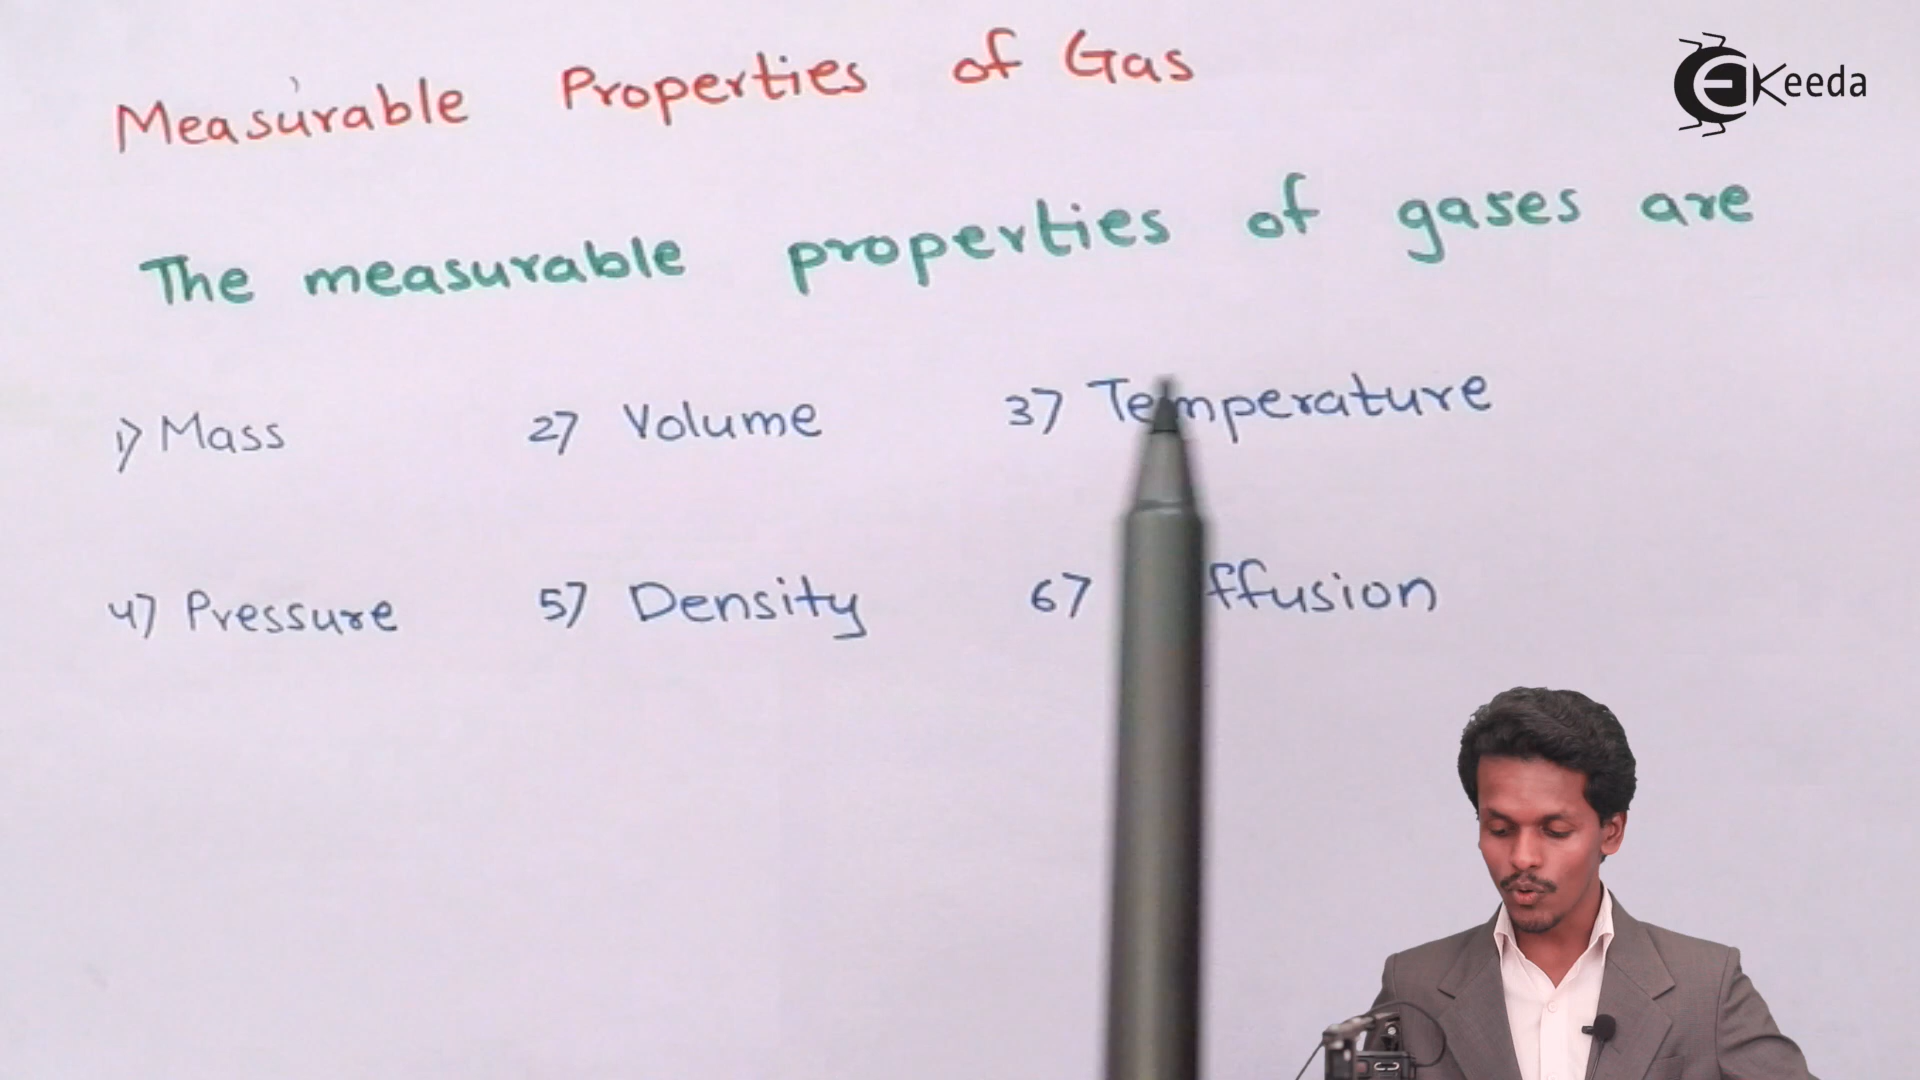 Measurable Properties of Gas
Keeda
The measurable properties of gases are
1) Mass 2) Volume 3) Temperature
4) Pressure 5) Density 6)